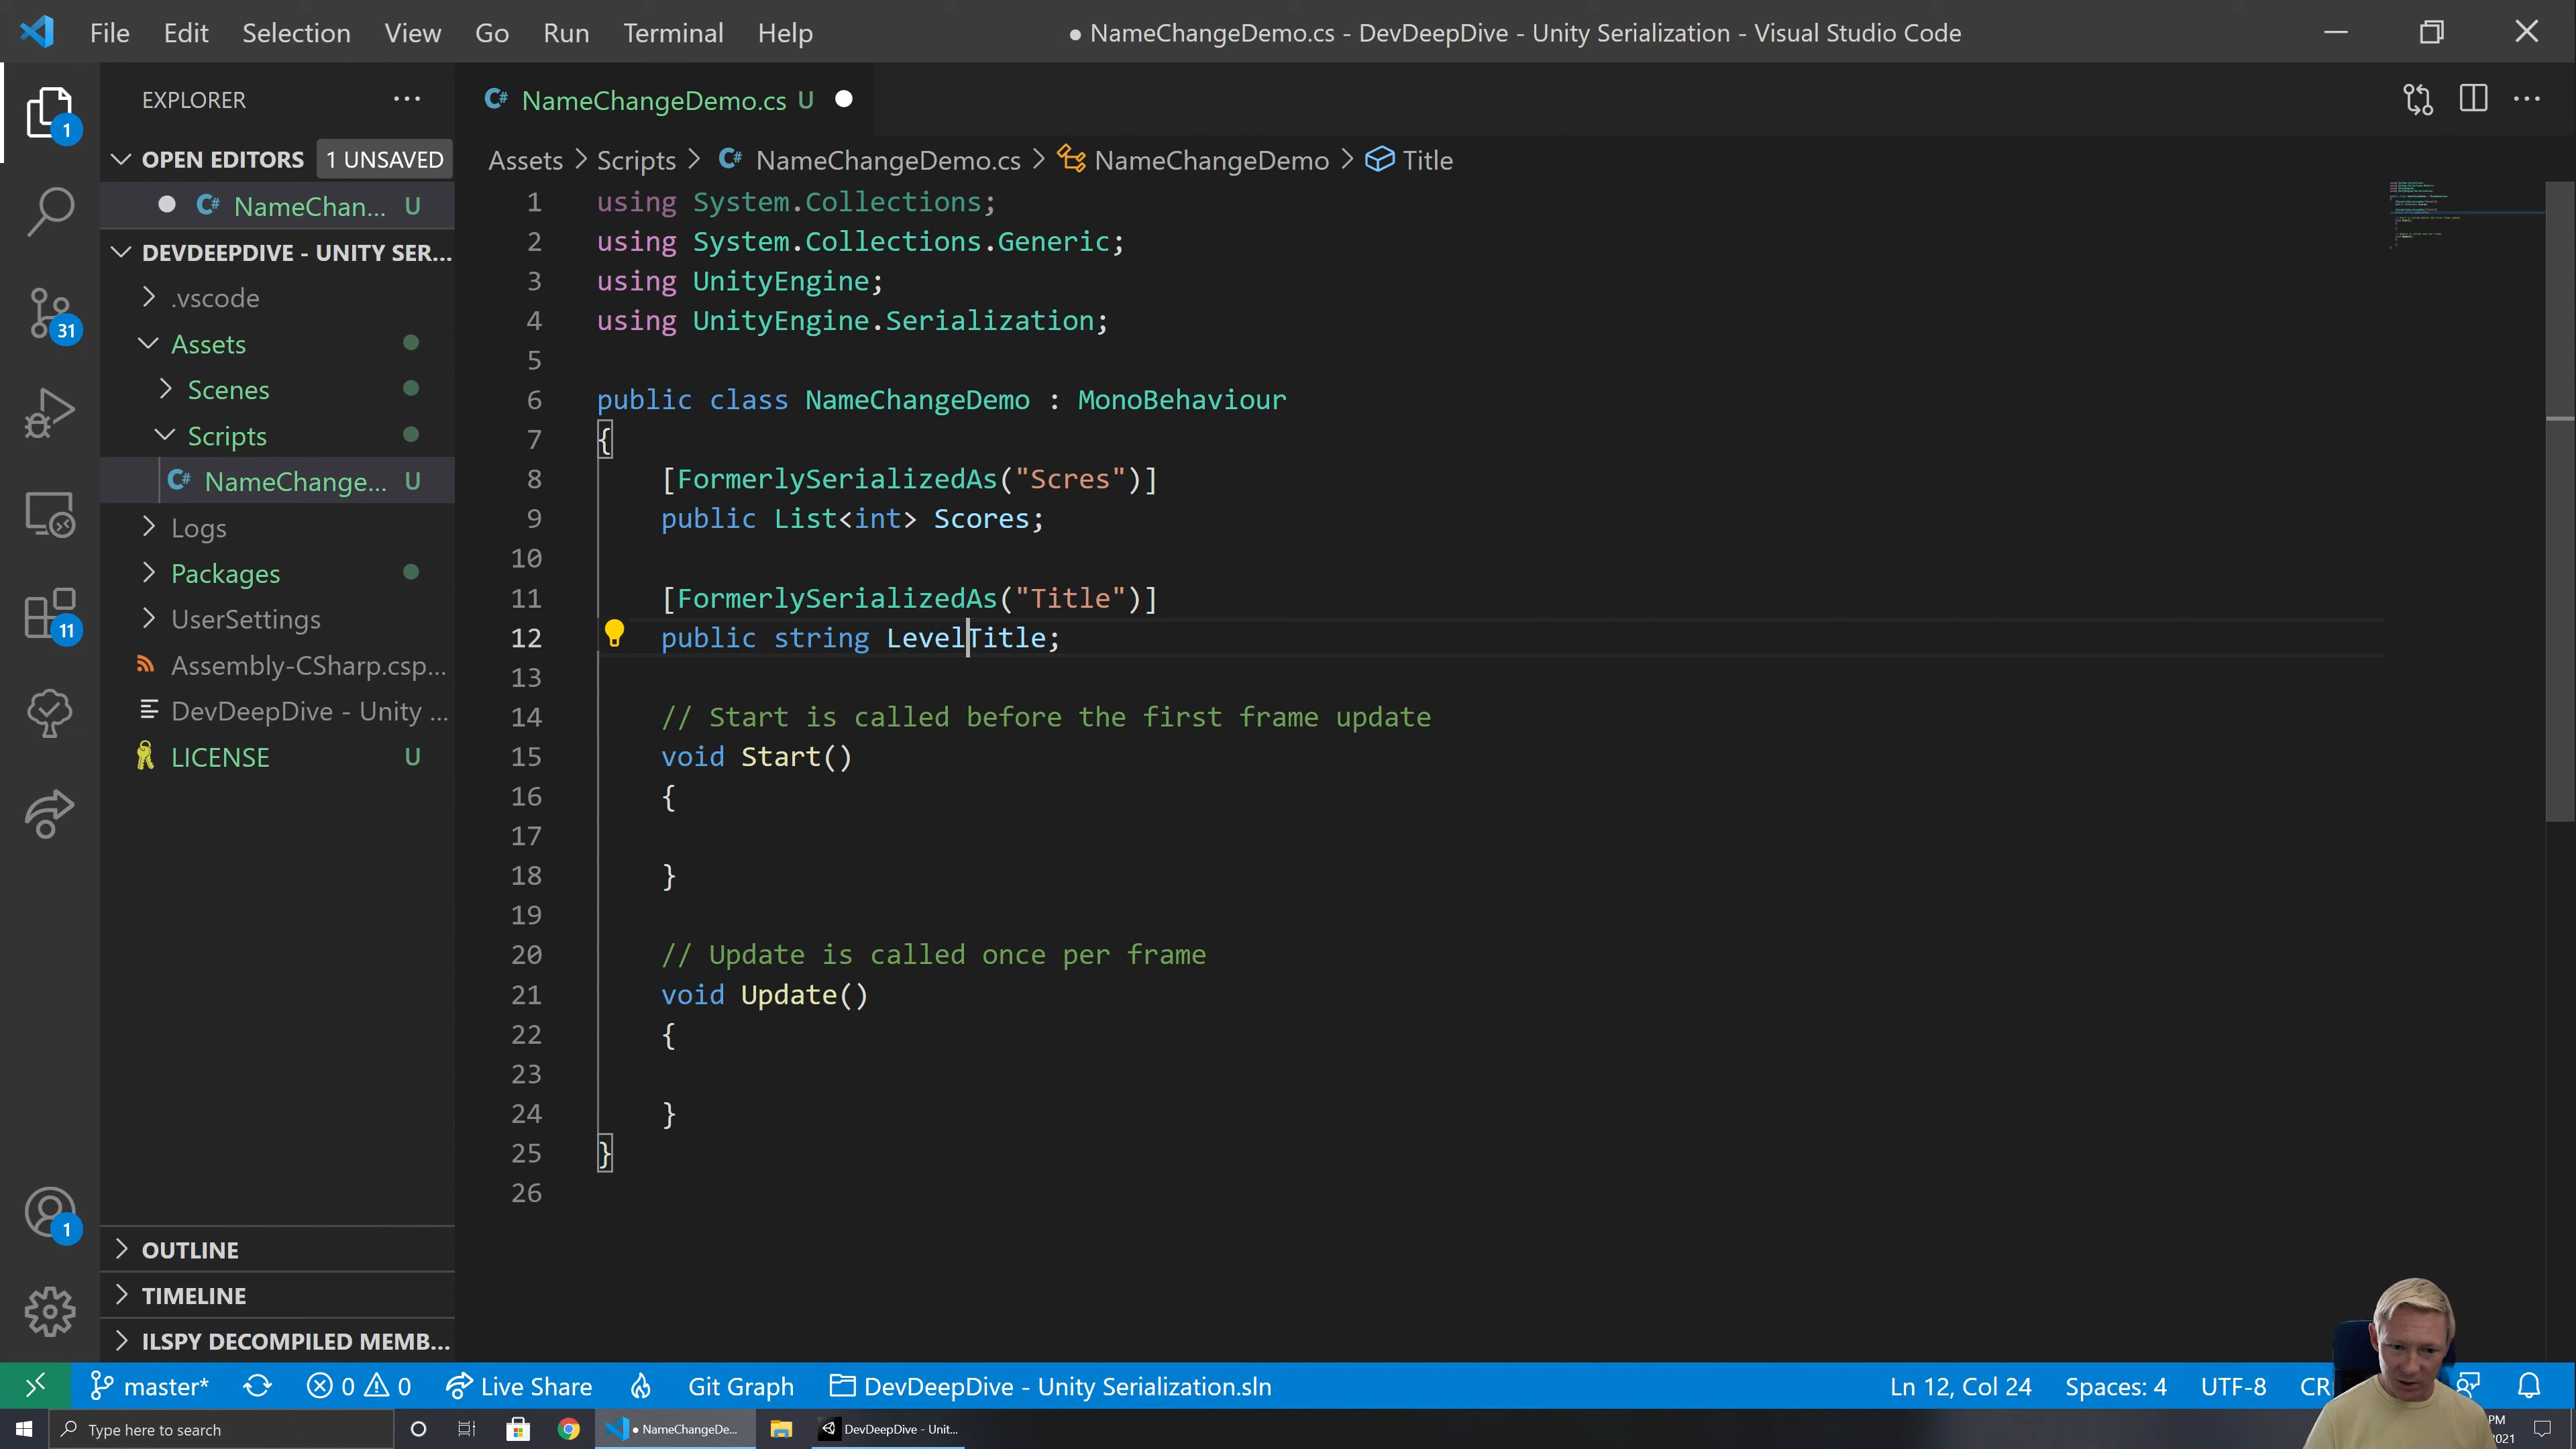 File Edit Selection View Go Run Terminal Help ● NameChangeDemo.cs - DevDeepDive - Unity Serialization - Visual Studio Code
EXPLORER
OPEN EDITORS 1 UNSAVED
NameChan... U
DEVDEEPDIVE - UNITY SER...
.vscode
Assets
Scenes
Scripts
NameChange... U
Logs
Packages
UserSettings
Assembly-CSharp.csp...
DevDeepDive - Unity ...
LICENSE U
OUTLINE
TIMELINE
ILSPY DECOMPILED MEMB...
1
31
11
1
NameChangeDemo.cs U
Assets > Scripts > NameChangeDemo.cs > NameChangeDemo > Title
1 using System.Collections;
2 using System.Collections.Generic;
3 using UnityEngine;
4 using UnityEngine.Serialization;
5
6 public class NameChangeDemo : MonoBehaviour
7 {
8 [FormerlySerializedAs("Scres")]
9 public List<int> Scores;
10
11 [FormerlySerializedAs("Title")]
12 public string LevelTitle;
13
14 // Start is called before the first frame update
15 void Start()
16 {
17
18 }
19
20 // Update is called once per frame
21 void Update()
22 {
23
24 }
25 }
26
master* 0 0 Live Share Git Graph DevDeepDive - Unity Serialization.sln Ln 12, Col 24 Spaces: 4 UTF-8 CR
Type here to search ● NameChangeDe... DevDeepDive - Unit... PM
2021